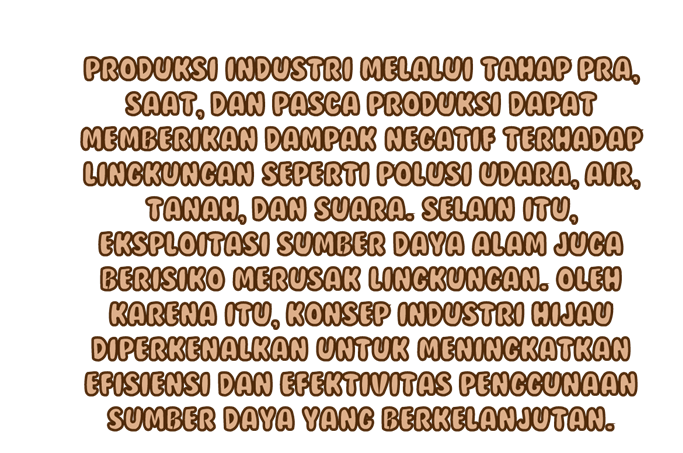 PRODUKSI INDUSTRI MELALUI TAHAP PRA,
SAAT, DAN PASCA PRODUKSI DAPAT
MEMBERIKAN DAMPAK NEGATIF TERHADAP
LINGKUNGAN SEPERTI POLUSI UDARA, AIR,
TANAH, DAN SUARA. SELAIN ITU,
EKSPLOITASI SUMBER DAYA ALAM JUGA
BERISIKO MERUSAK LINGKUNGAN. OLEH
KARENA ITU, KONSEP INDUSTRI HIJAU
DIPERKENALKAN UNTUK MENINGKATKAN
EFISIENSI DAN EFEKTIVITAS PENGGUNAAN
SUMBER DAYA YANG BERKELANJUTAN.